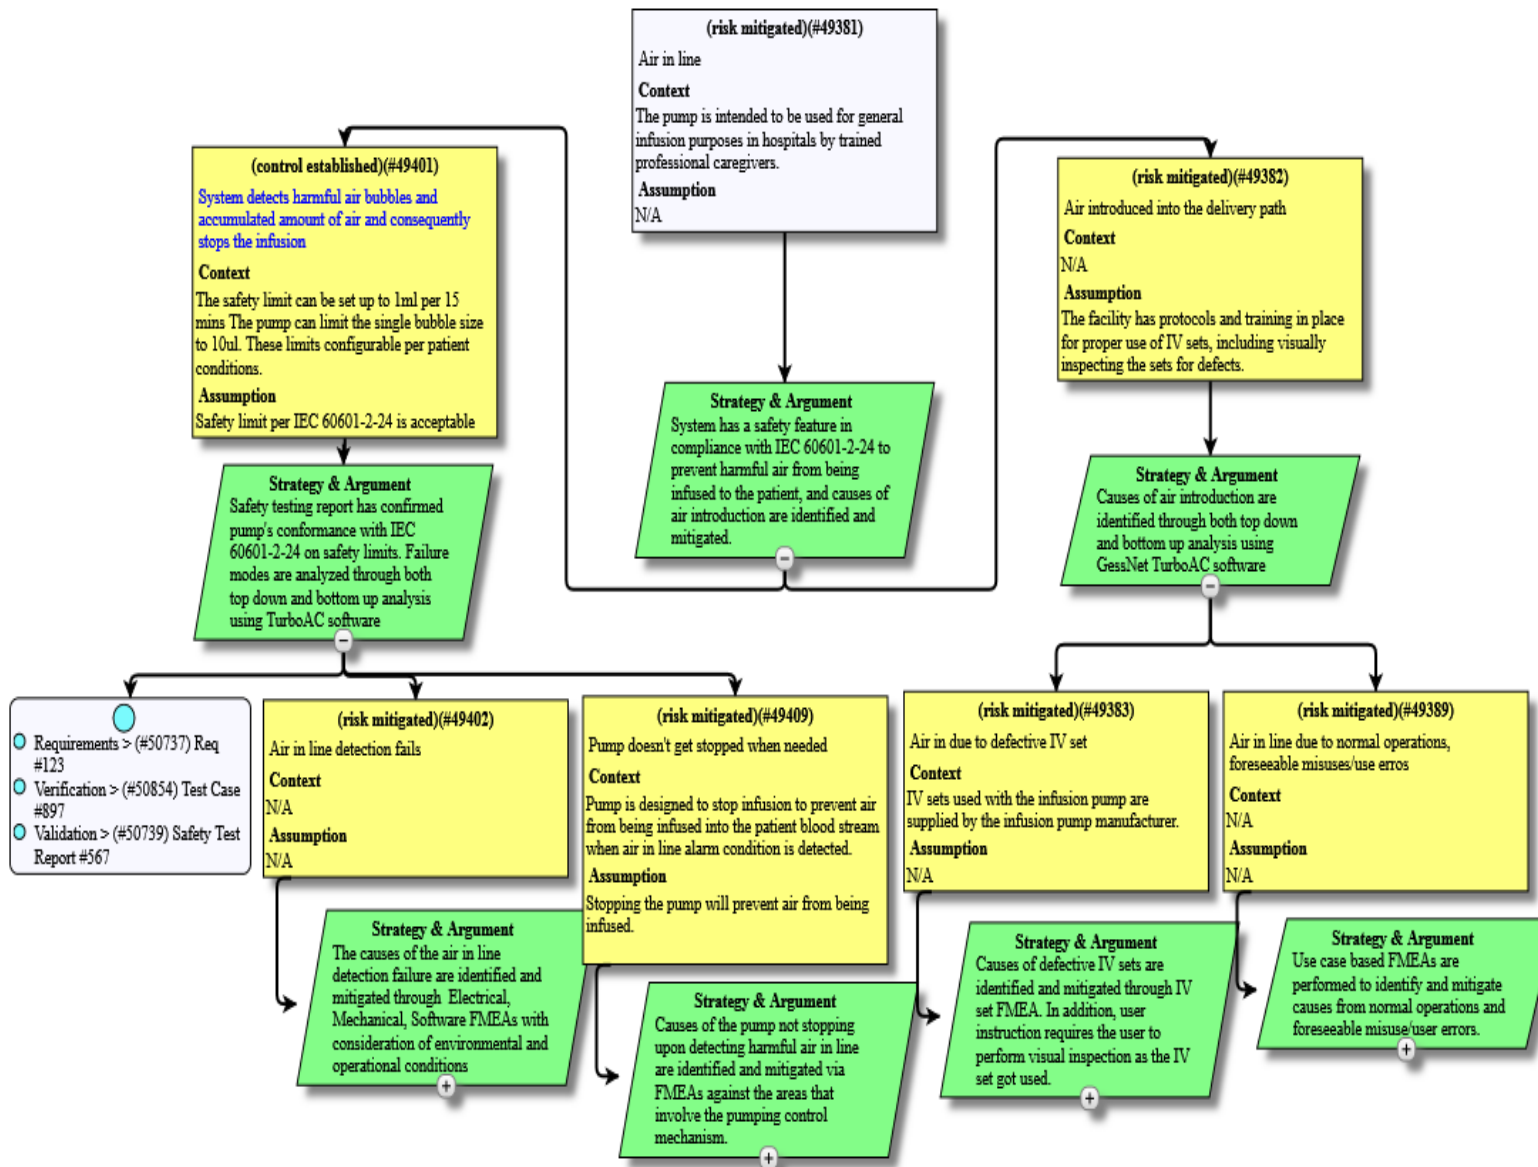 (risk mitigated)(#49381)
Air in line
Context
The pump is intended to be used for general
infusion purposes in hospitals by trained
professional caregivers.
Assumption
N/A
(control established)(#49401)
System detects harmful air bubbles and
accumulated amount of air and consequently
stops the infusion
Context
The safety limit can be set up to 1ml per 15
mins The pump can limit the single bubble size
to 10ul. These limits configurable per patient
conditions.
Assumption
Safety limit per IEC 60601-2-24 is acceptable
(risk mitigated)(#49382)
Air introduced into the delivery path
Context
N/A
Assumption
The facility has protocols and training in place
for proper use of IV sets, including visually
inspecting the sets for defects.
Strategy & Argument
Safety testing report has confirmed
pump's conformance with IEC
60601-2-24 on safety limits. Failure
modes are analyzed through both
top down and bottom up analysis
using TurboAC software
Strategy & Argument
System has a safety feature in
compliance with IEC 60601-2-24 to
prevent harmful air from being
infused to the patient, and causes of
air introduction are identified and
mitigated.
Strategy & Argument
Causes of air introduction are
identified through both top down
and bottom up analysis using
GessNet TurboAC software
Requirements > (#50737) Req
#123
Verification > (#50854) Test Case
#897
Validation > (#50739) Safety Test
Report #567
(risk mitigated)(#49402)
Air in line detection fails
Context
N/A
Assumption
N/A
(risk mitigated)(#49409)
Pump doesn't get stopped when needed
Context
Pump is designed to stop infusion to prevent air
from being infused into the patient blood stream
when air in line alarm condition is detected.
Assumption
Stopping the pump will prevent air from being
infused.
(risk mitigated)(#49383)
Air in due to defective IV set
Context
IV sets used with the infusion pump are
supplied by the infusion pump manufacturer.
Assumption
N/A
(risk mitigated)(#49389)
Air in line due to normal operations,
foreseeable misuses/use erros
Context
N/A
Assumption
N/A
Strategy & Argument
The causes of the air in line
detection failure are identified and
mitigated through Electrical,
Mechanical, Software FMEAs with
consideration of environmental and
operational conditions
Strategy & Argument
Causes of the pump not stopping
upon detecting harmful air in line
are identified and mitigated via
FMEAs against the areas that
involve the pumping control
mechanism.
Strategy & Argument
Causes of defective IV sets are
identified and mitigated through IV
set FMEA. In addition, user
instruction requires the user to
perform visual inspection as the IV
set got used.
Strategy & Argument
Use case based FMEAs are
performed to identify and mitigate
causes from normal operations and
foreseeable misuse/user errors.